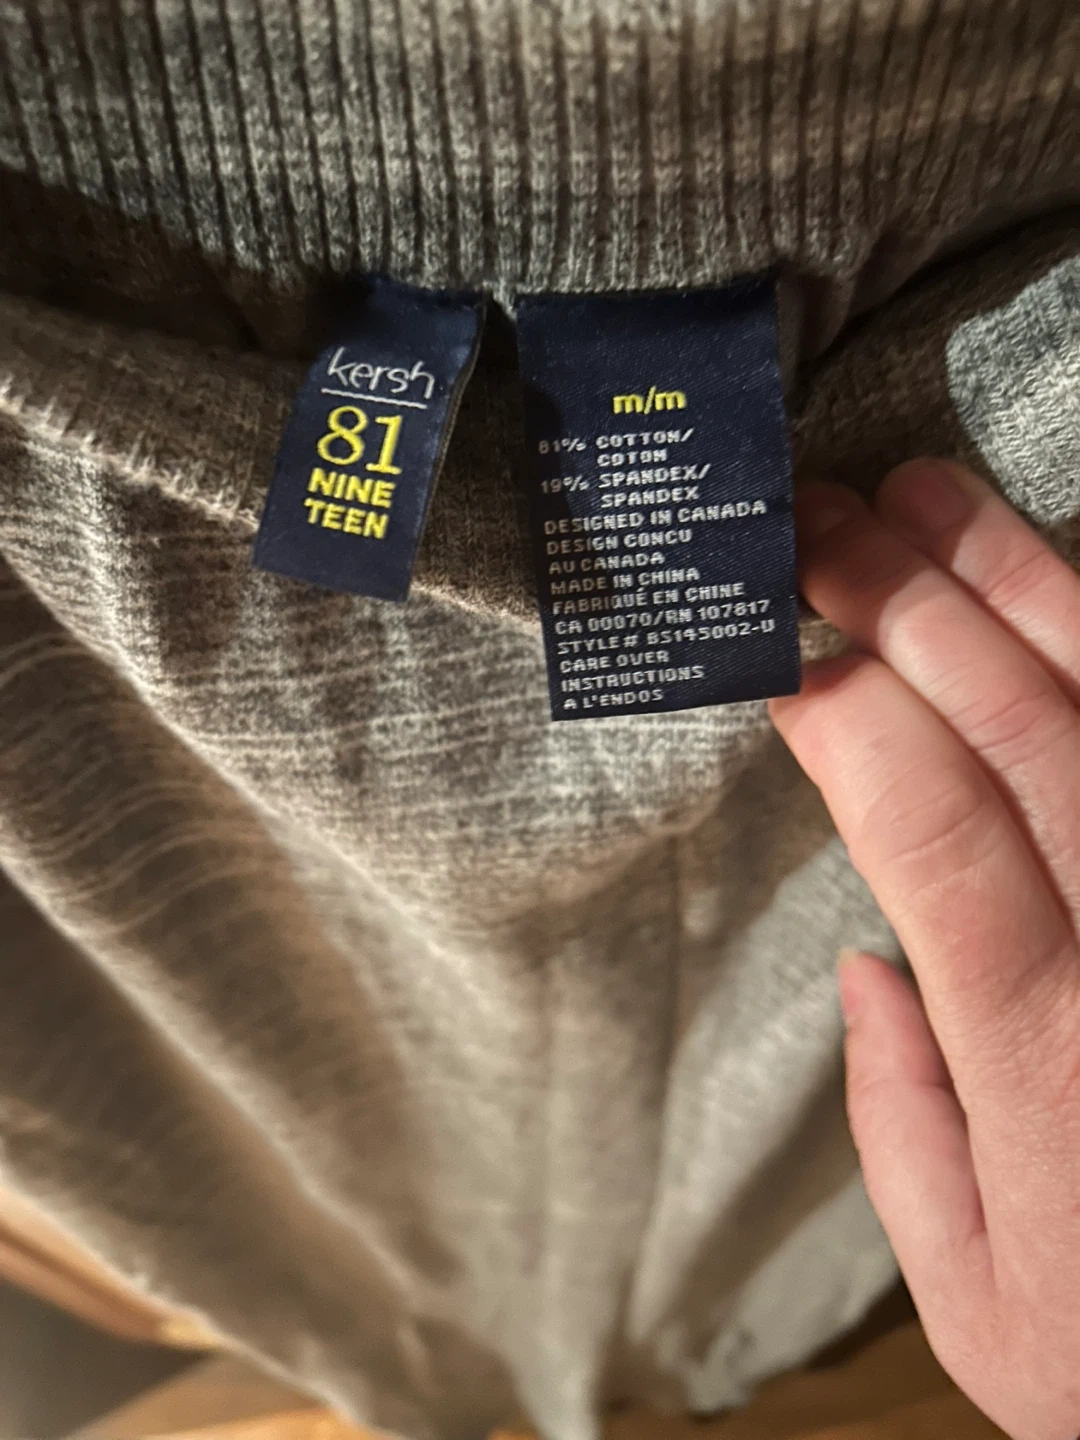 kersh
81
NINE
TEEN
m/m
81% COTTON/
COTON
19% SPANDEX/
SPANDEX
DESIGNED IN CANADA
DESIGN CONCU
AU CANADA
MADE IN CHINA
FABRIQUÉ EN CHINE
CA 00070/RN 107817
STYLE# BS145002-U
CARE OVER
INSTRUCTIONS
A L'ENDOS